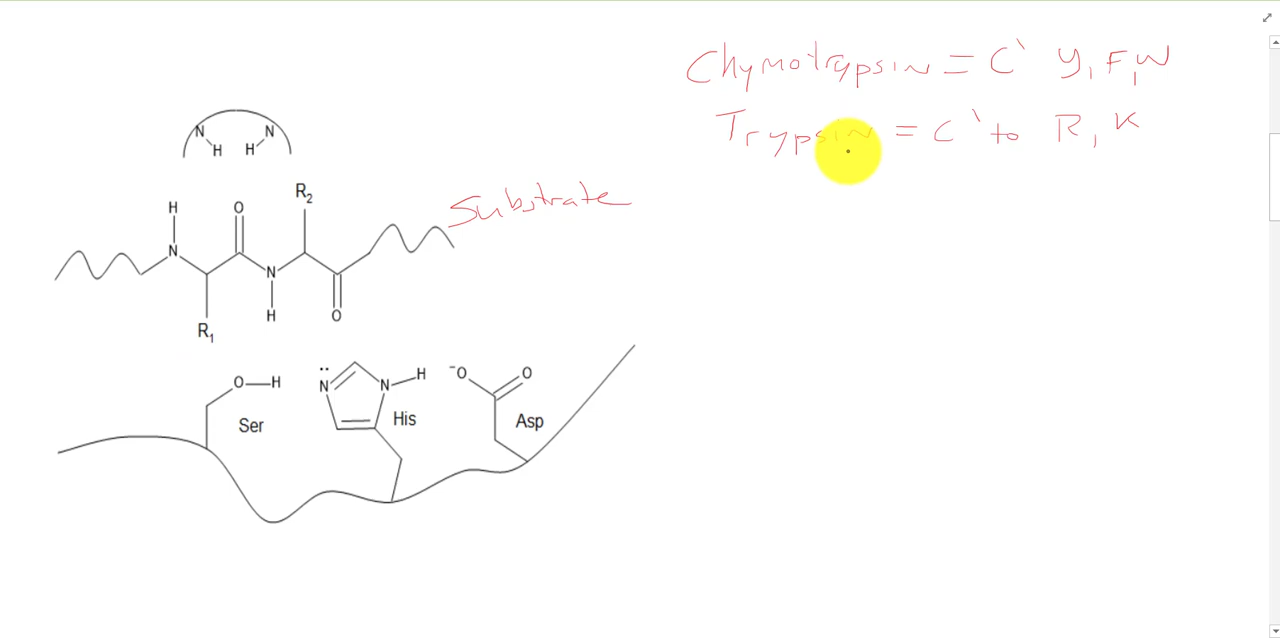 Chymotrypsin = C` Y, F, W
Trypsin = C` to R, K
N N
H H
R2
Substrate
H O
N
N
H O
R1
O—H
N N H
-O O
Ser His Asp